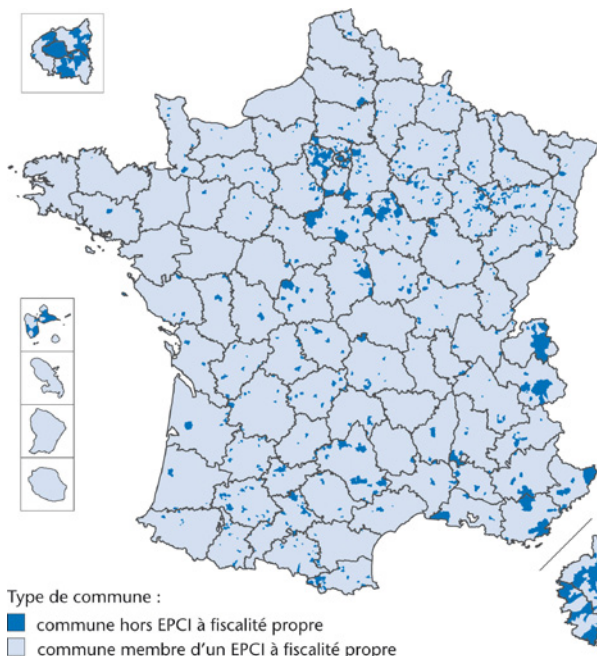 Type de commune :
commune hors EPCI à fiscalité propre
commune membre d'un EPCI à fiscalité propre